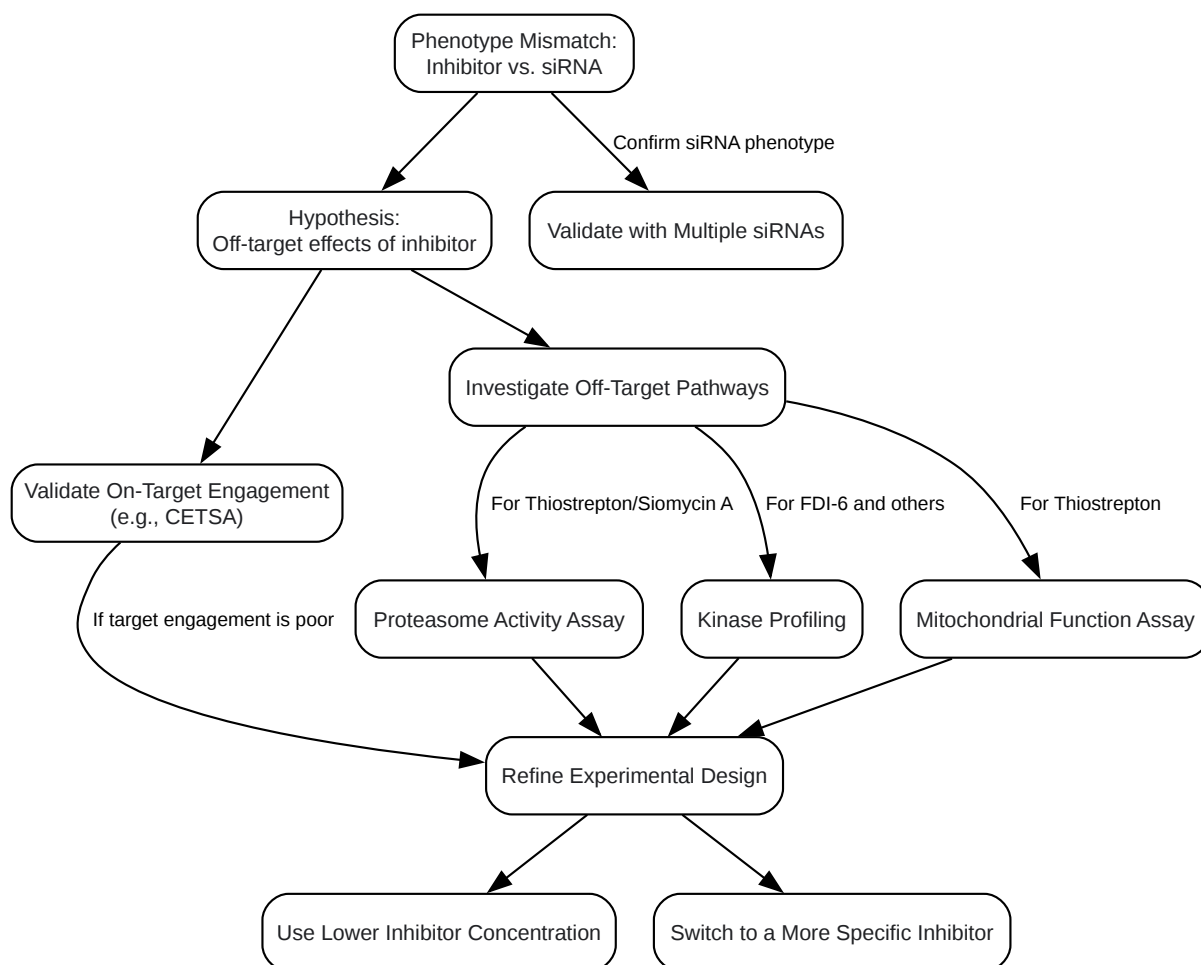 Phenotype Mismatch:
Inhibitor vs. siRNA
Confirm siRNA phenotype
Hypothesis:
Off-target effects of inhibitor
Validate with Multiple siRNAs
Investigate Off-Target Pathways
Validate On-Target Engagement
(e.g., CETSA)
For Thiostrepton/Siomycin A
For FDI-6 and others
For Thiostrepton
If target engagement is poor
Proteasome Activity Assay
Kinase Profiling
Mitochondrial Function Assay
Refine Experimental Design
Use Lower Inhibitor Concentration
Switch to a More Specific Inhibitor